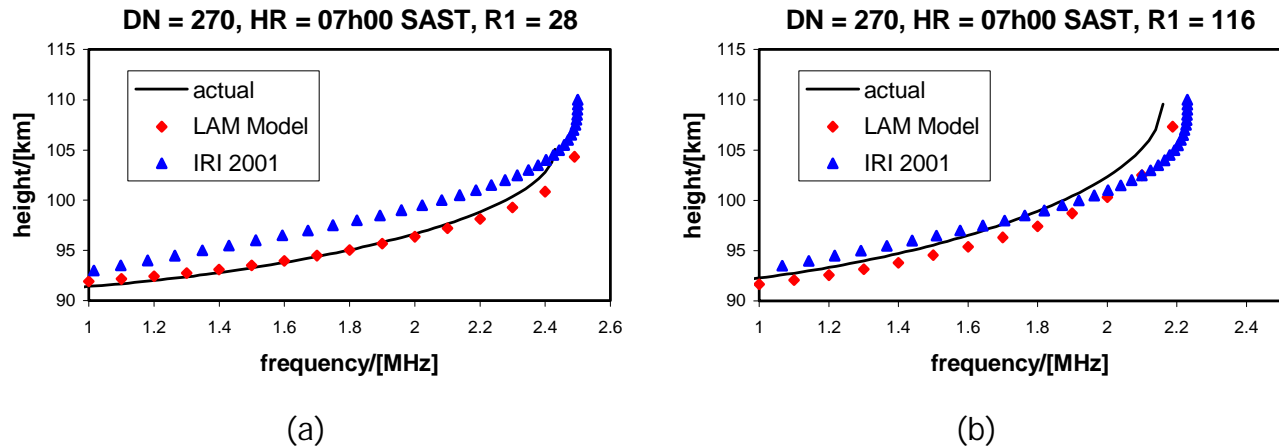 DN = 270, HR = 07h00 SAST, R1 = 28
115
110
105
100
95
90
height/[km]
actual
LAM Model
IRI 2001
1 1.2 1.4 1.6 1.8 2 2.2 2.4 2.6
frequency/[MHz]
(a)
DN = 270, HR = 07h00 SAST, R1 = 116
115
110
105
100
95
90
height/[km]
actual
LAM Model
IRI 2001
1 1.2 1.4 1.6 1.8 2 2.2 2.4
frequency/[MHz]
(b)